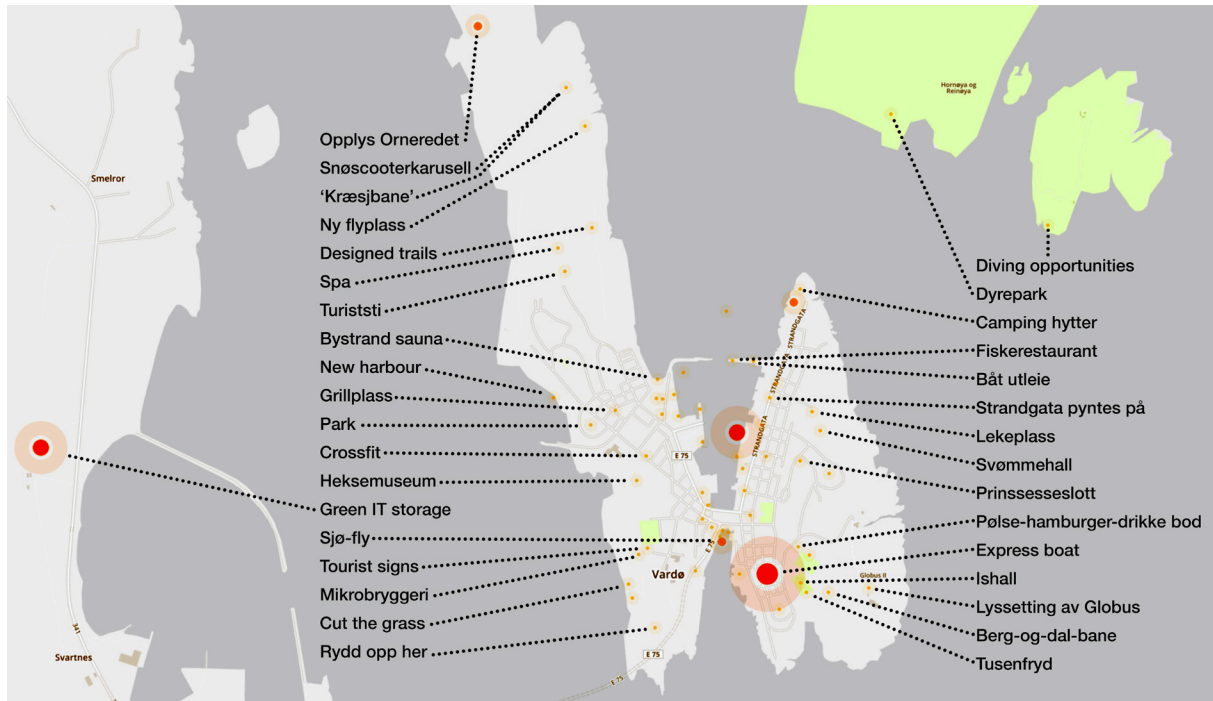 Hornøya og
Reinøya
Smelror
Opplys Orneredet
Snøscooterkarusell
‘Kræsjbane’
Ny flyplass
Designed trails
Spa
Turiststi
Bystrand sauna
New harbour
Grillplass
Park
Crossfit
Heksemuseum
Green IT storage
Sjø-fly
Tourist signs
Mikrobryggeri
Cut the grass
Rydd opp her
Diving opportunities
Dyrepark
Camping hytter
Fiskerestaurant
Båt utleie
Strandgata pyntes på
Lekeplass
Svømmehall
Prinssesseslott
Pølse-hamburger-drikke bod
Express boat
Ishall
Lyssetting av Globus
Berg-og-dal-bane
Tusenfryd
STRANDGATA
STRANDGATA
STRANDGATA
E 75
E 75
Vardø
Globus II
341
Svartnes
E 75
E 75